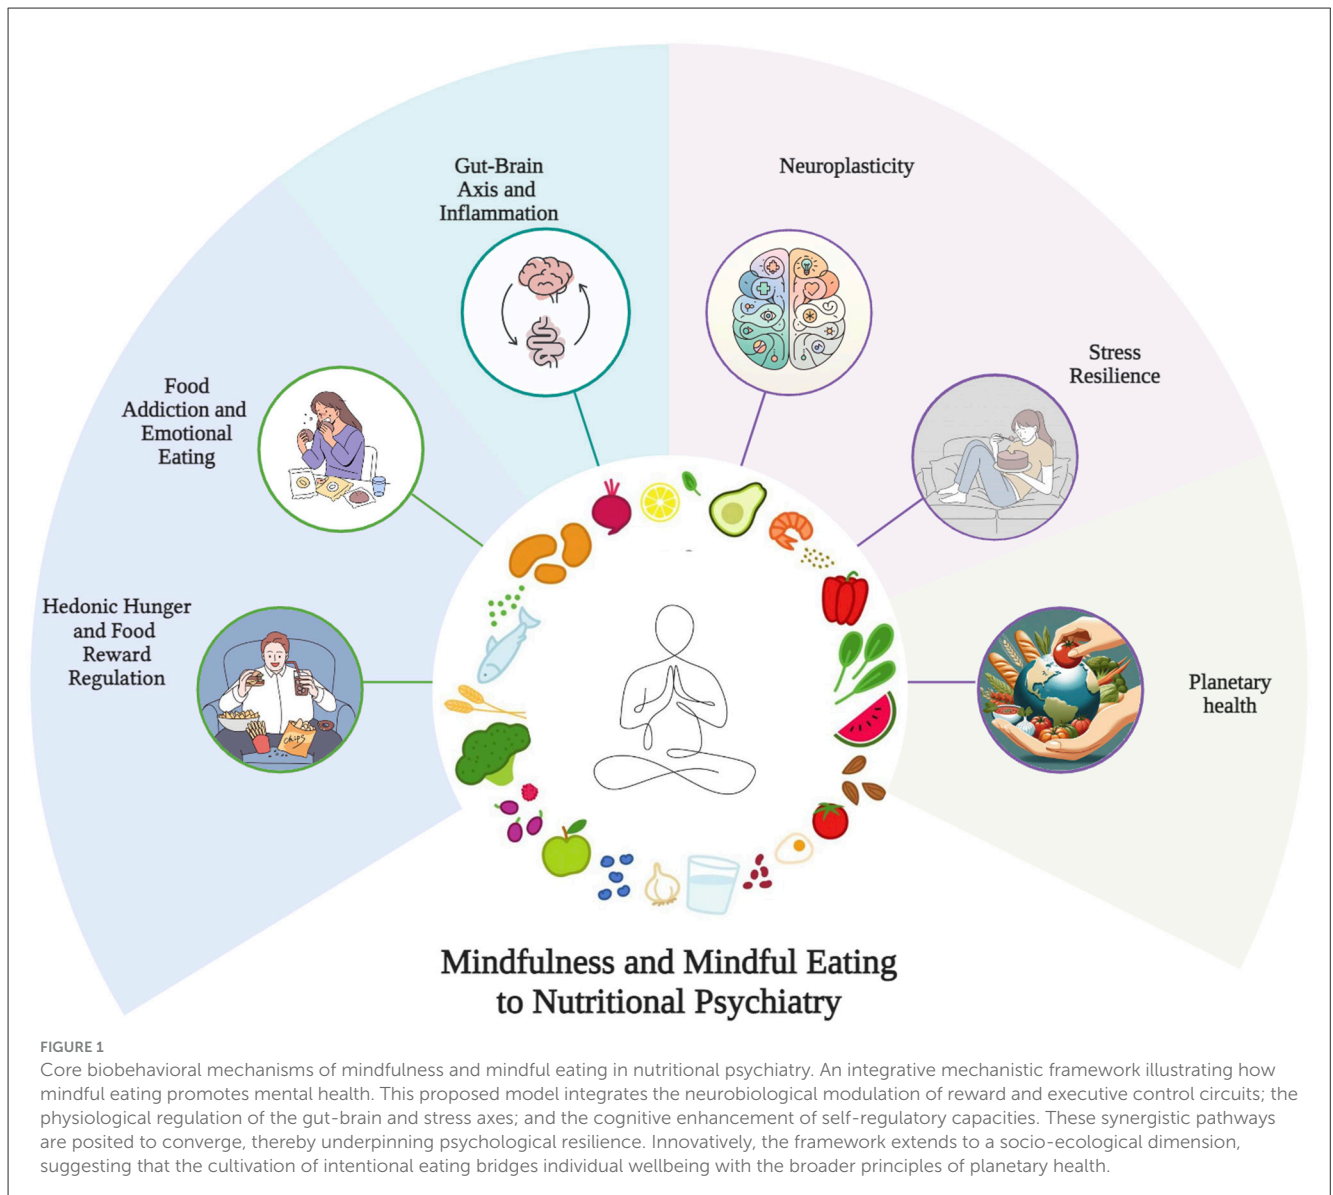 Gut-Brain
Axis and
Inflammation
Neuroplasticity
Stress
Resilience
Food
Addiction and
Emotional
Eating
Hedonic Hunger
and Food
Reward
Regulation
CHIPS
Planetary
health
Mindfulness and Mindful Eating
to Nutritional Psychiatry
FIGURE 1
Core biobehavioral mechanisms of mindfulness and mindful eating in nutritional psychiatry. An integrative mechanistic framework illustrating how
mindful eating promotes mental health. This proposed model integrates the neurobiological modulation of reward and executive control circuits; the
physiological regulation of the gut-brain and stress axes; and the cognitive enhancement of self-regulatory capacities. These synergistic pathways
are posited to converge, thereby underpinning psychological resilience. Innovatively, the framework extends to a socio-ecological dimension,
suggesting that the cultivation of intentional eating bridges individual wellbeing with the broader principles of planetary health.